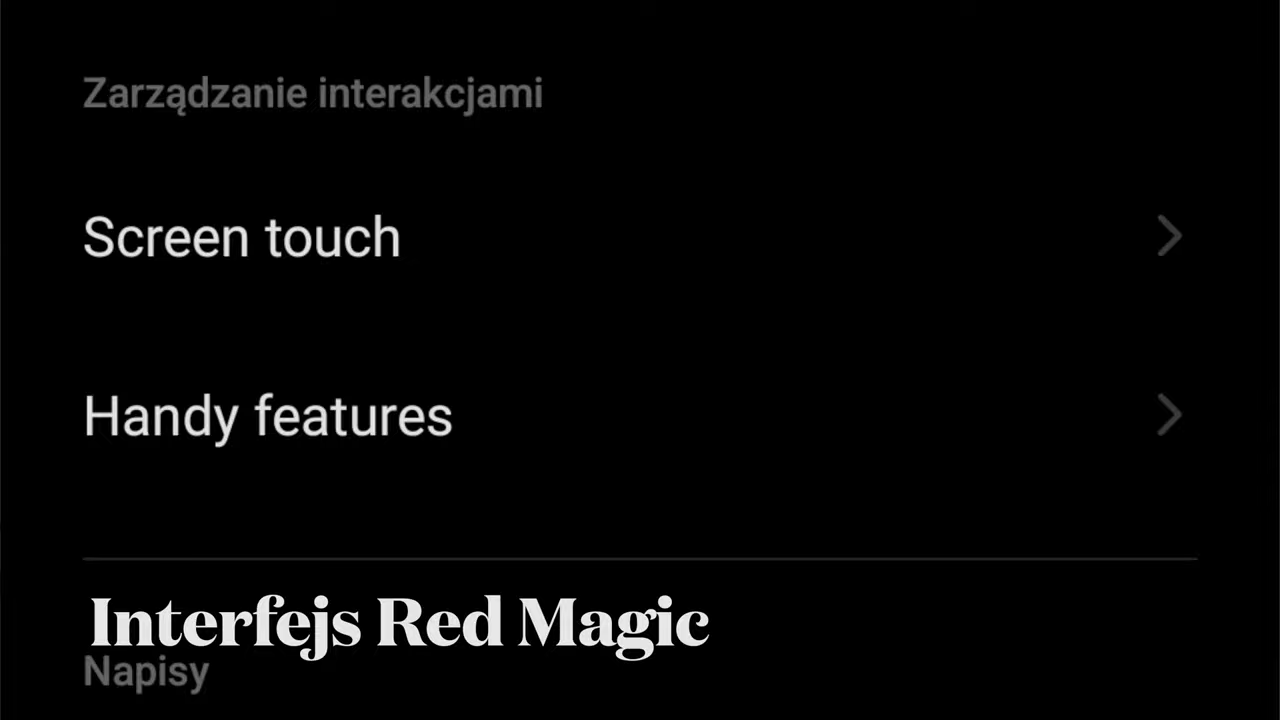 Zarządzanie interakcjami
Screen touch
Handy features
Interfejs Red Magic
Napisy